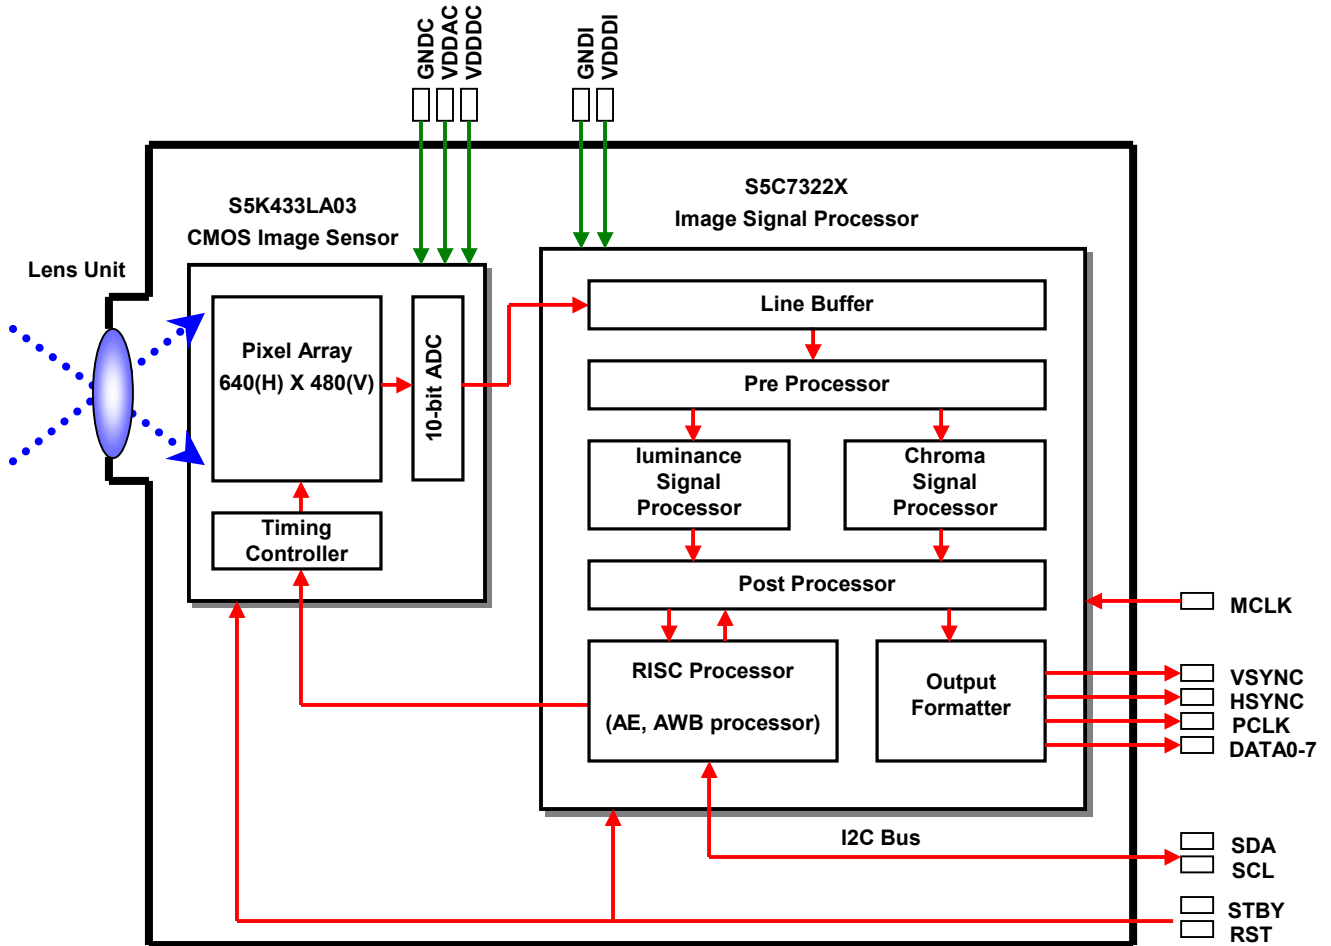 GNDC
VDDAC
VDDDC
GNDI
VDDDI
S5K433LA03
CMOS Image Sensor
S5C7322X
Image Signal Processor
Lens Unit
Pixel Array
640(H) X 480(V)
10-bit ADC
Timing
Controller
Line Buffer
Pre Processor
luminance
Signal
Processor
Chroma
Signal
Processor
Post Processor
RISC Processor
(AE, AWB processor)
Output
Formatter
MCLK
VSYNC
HSYNC
PCLK
DATA0-7
I2C Bus
SDA
SCL
STBY
RST